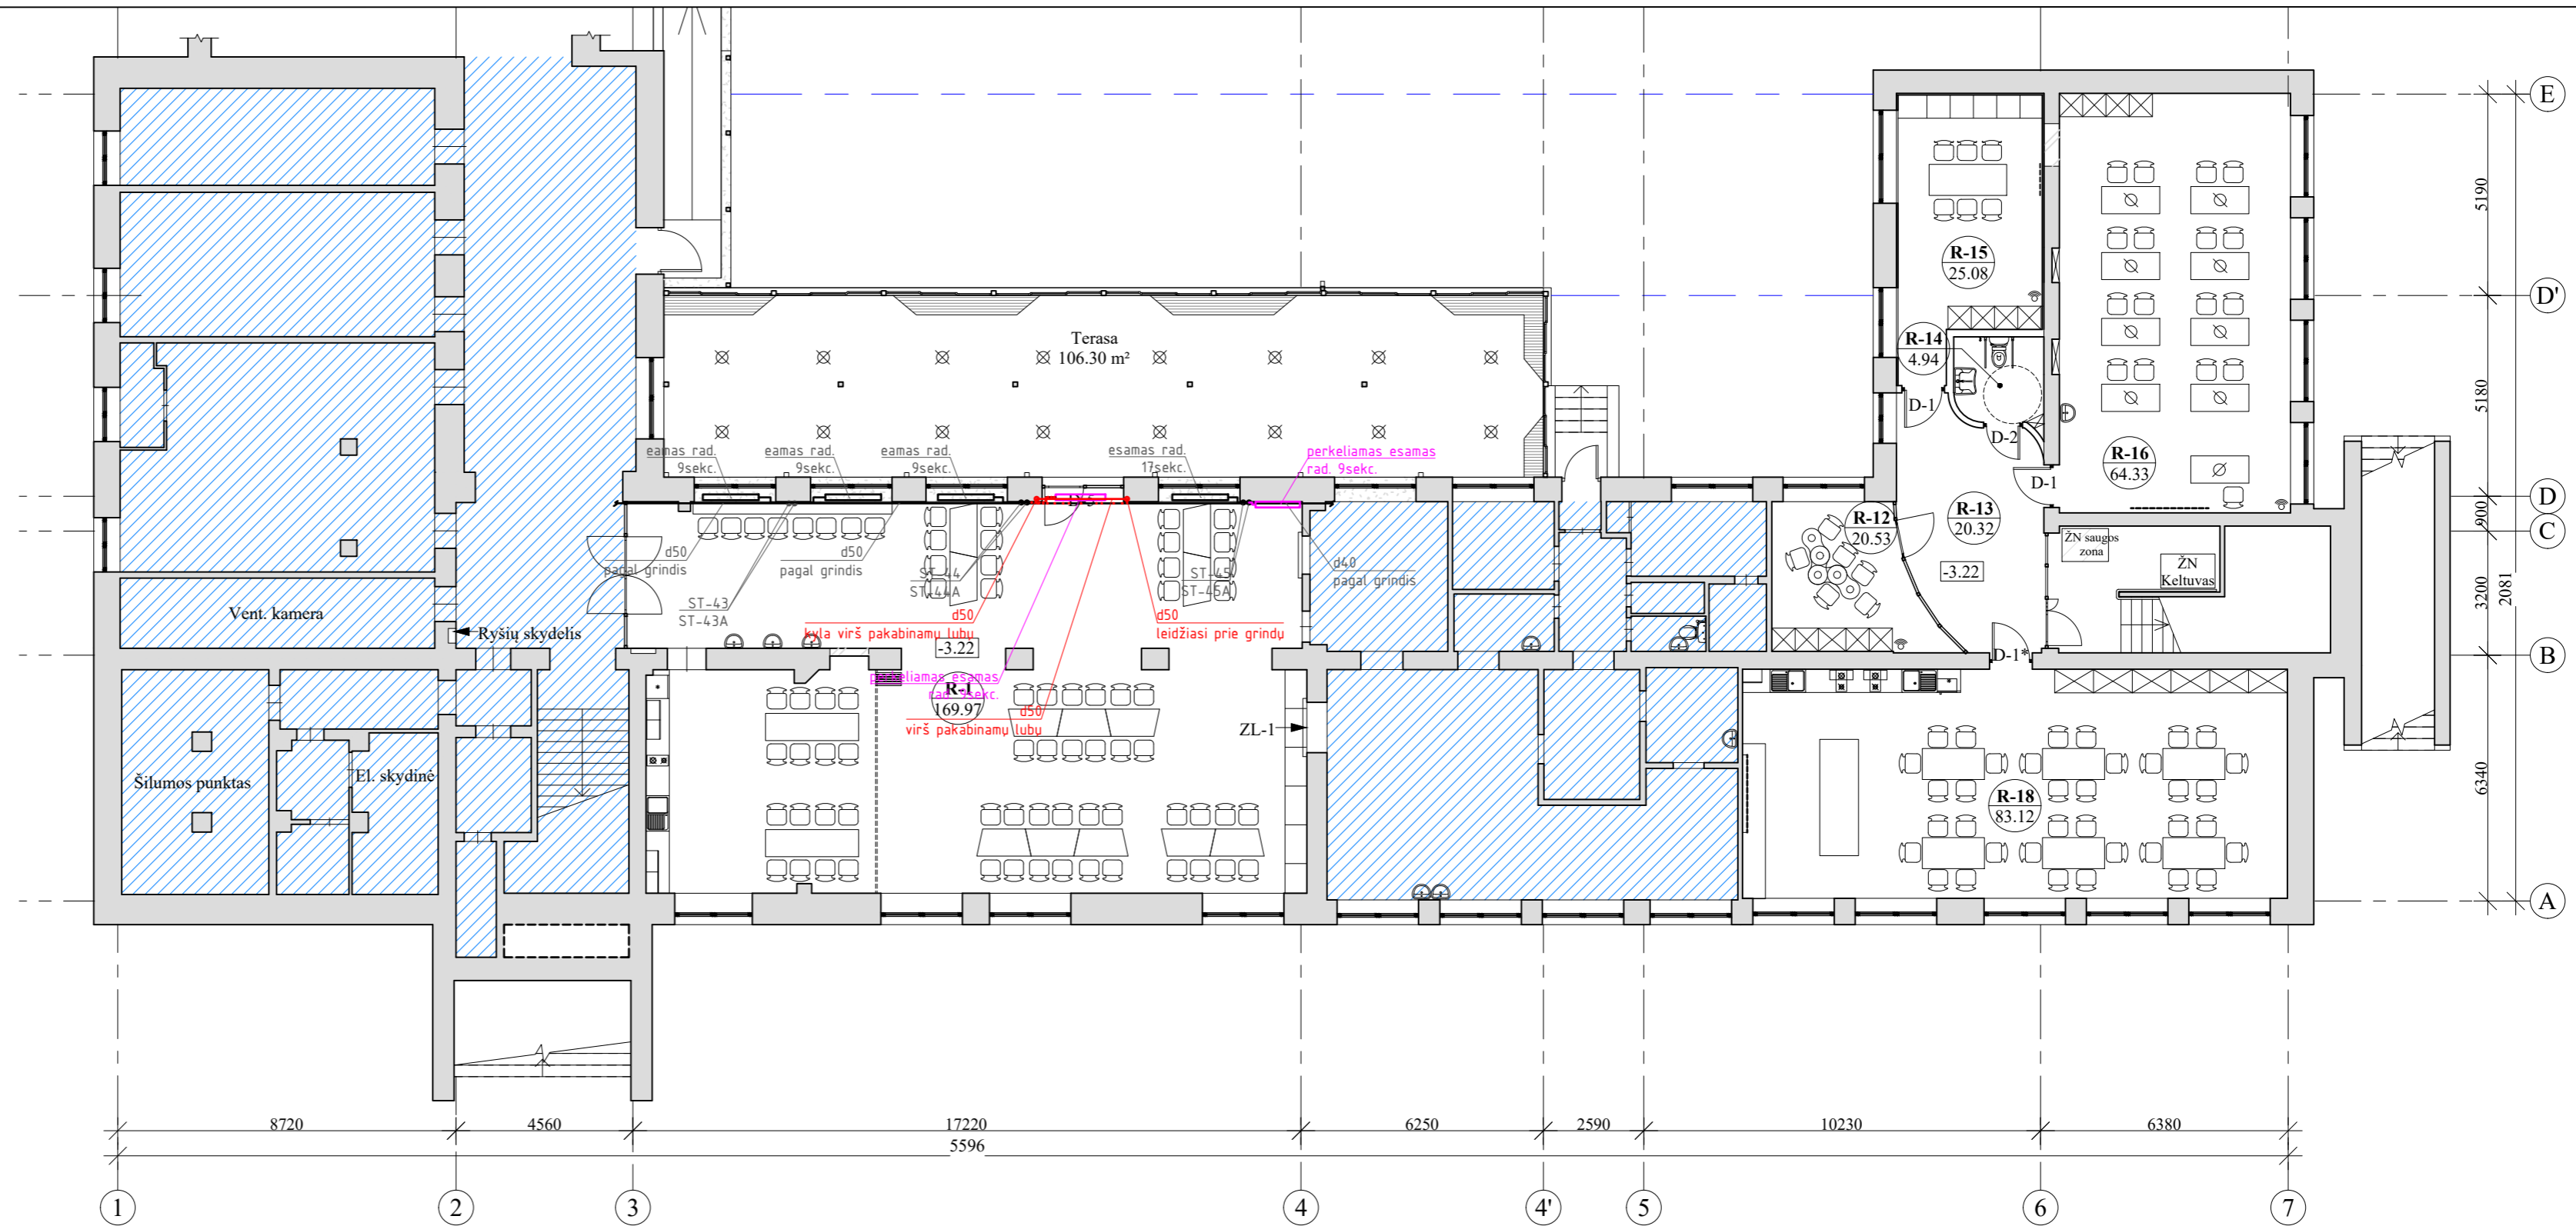 E
5190
R-15
25.08
D'
Terasa
106.30 m²
R-14
4.94
5180
D-1
D-2
eamas rad.
9sekc.
eamas rad.
9sekc.
eamas rad.
9sekc.
esamas rad.
17sekc.
perkeliamas esamas
rad. 9sekc.
R-16
64.33
D-1
D
900
R-12
20.53
R-13
20.32
C
ŽN saugos
zona
ŽN
Keltuvas
-3.22
d50
pagal grindis
d50
pagal grindis
ST-44
ST-44A
ST-45
ST-45A
d40
pagal grindis
3200
2081
Vent. kamera
ST-43
ST-43A
d50
kyla virš pakabinamų lubų
d50
leidžiasi prie grindų
Ryšių skydelis
-3.22
D-1*
B
perkeliamas esamas
rad. 9sekc.
R-1
169.97
d50
virš pakabinamų lubų
ZL-1
6340
Šilumos punktas
El. skydinė
R-18
83.12
A
8720
4560
17220
6250
2590
10230
6380
5596
1
2
3
4
4'
5
6
7